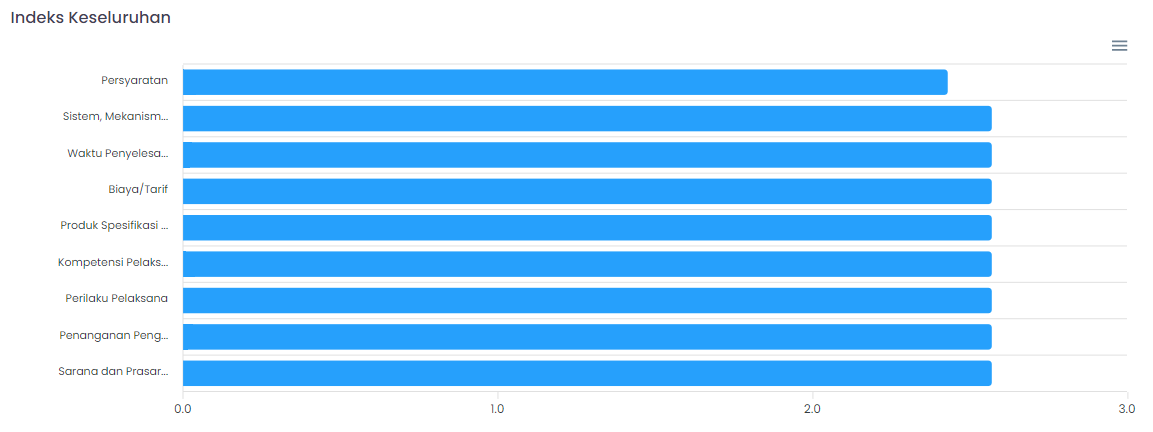 Indeks Keseluruhan
Persyaratan
Sistem, Mekanism...
Waktu Penyelesa...
Biaya/Tarif
Produk Spesifikasi ...
Kompetensi Pelaks...
Perilaku Pelaksana
Penanganan Peng...
Sarana dan Prasar...
0.0 1.0 2.0 3.0